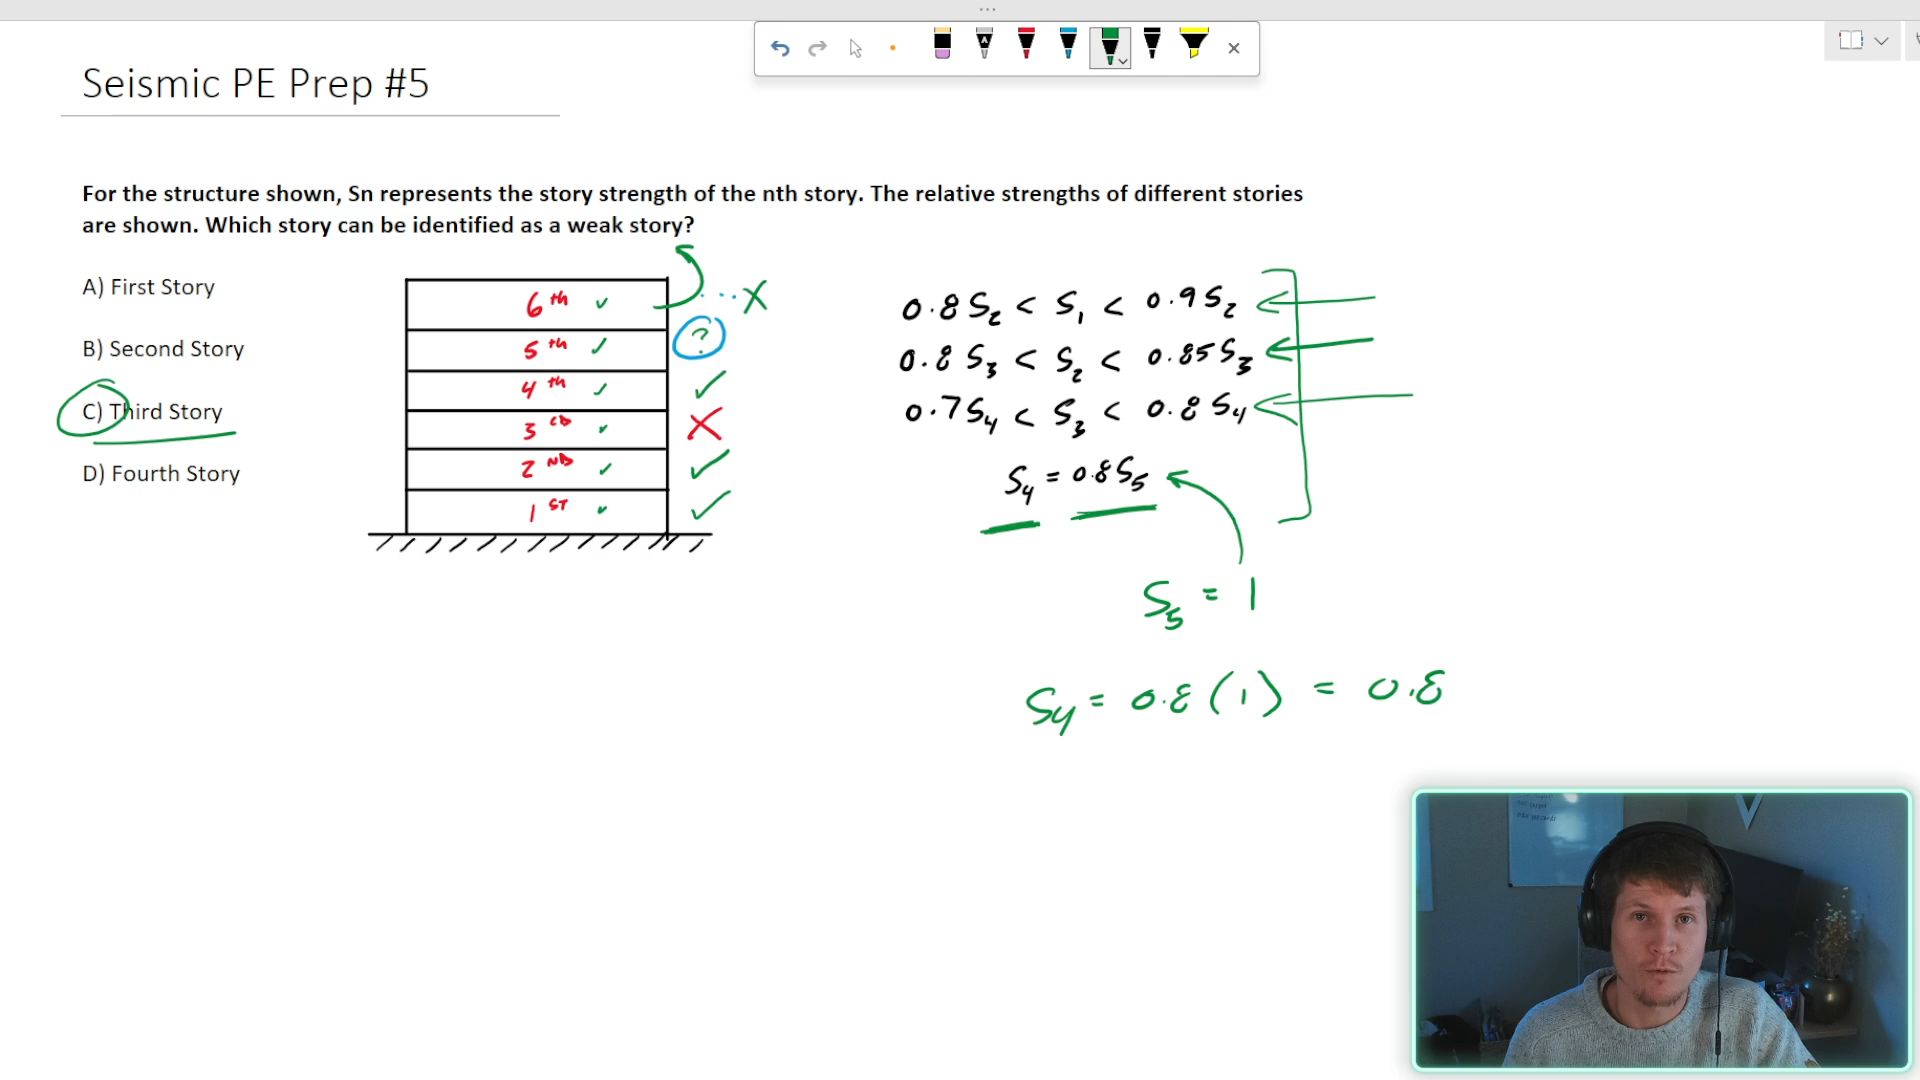 Seismic PE Prep #5
For the structure shown, Sn represents the story strength of the nth story. The relative strengths of different stories
are shown. Which story can be identified as a weak story?
A) First Story
B) Second Story
C) Third Story
D) Fourth Story
6th
5th
?
4th
3rd
2ND
1ST
0.8S₂ < S₁ < 0.9S₂
0.8S₃ < S₂ < 0.85S₃
0.7S₄ < S₃ < 0.8S₄
S₄ = 0.8S₅
S₅ = 1
S₄ = 0.8(1) = 0.8